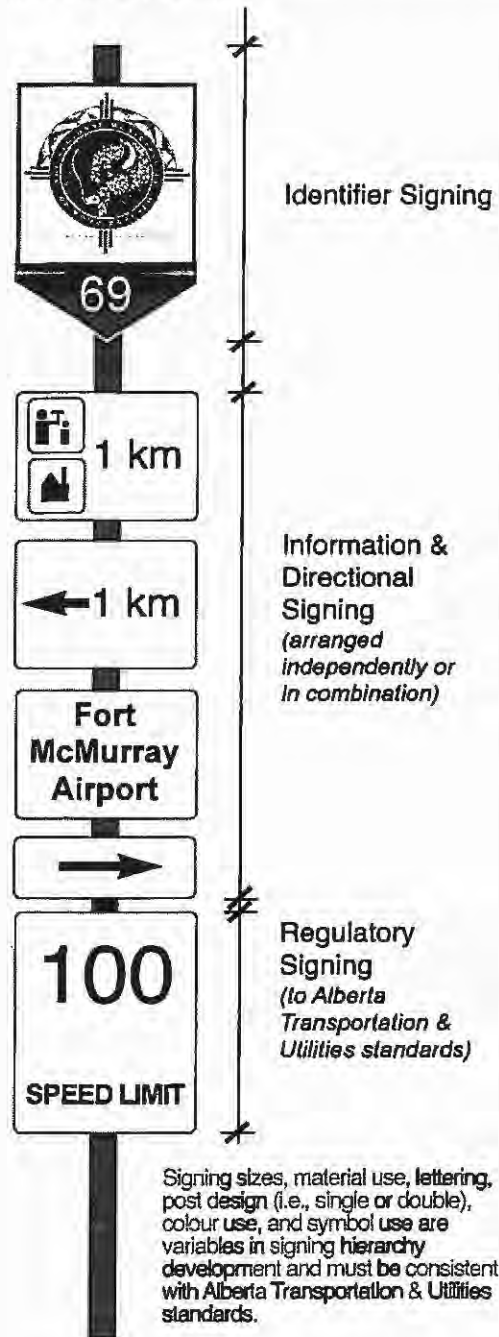 Identifier Signing
69
1 km
1 km
Fort
McMurray
Airport
Information &
Directional
Signing
(arranged
independently or
in combination)
100
SPEED LIMIT
Regulatory
Signing
(to Alberta
Transportation &
Utilities standards)
Signing sizes, material use, lettering,
post design (i.e., single or double),
colour use, and symbol use are
variables in signing hierarchy
development and must be consistent
with Alberta Transportation & Utilities
standards.